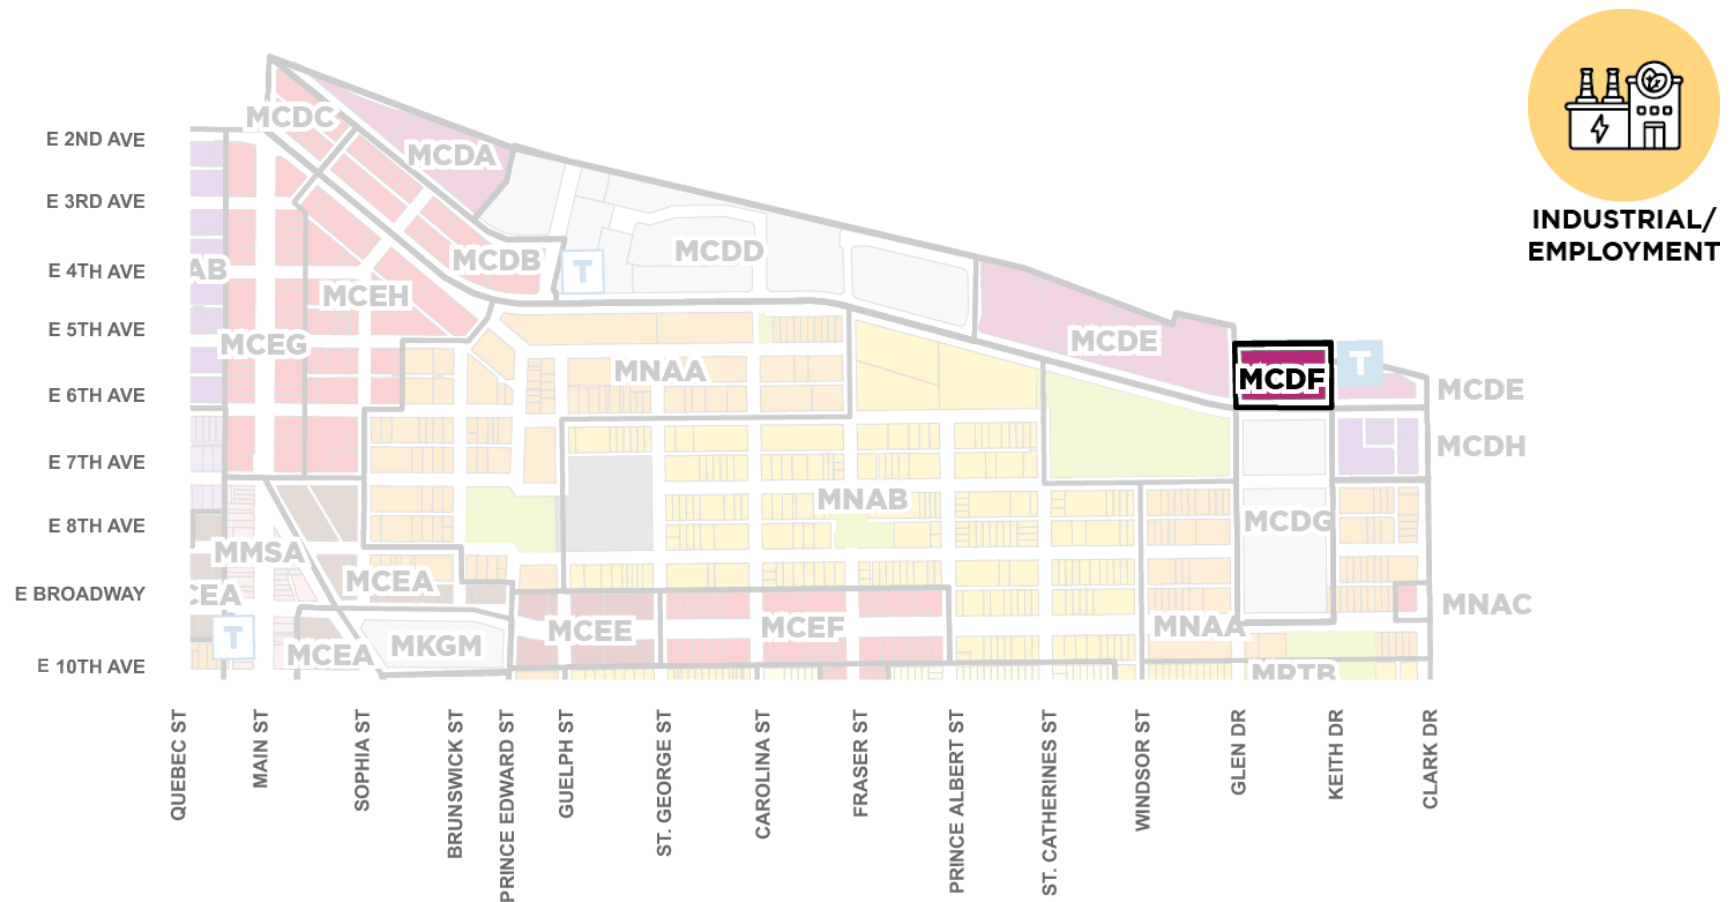 INDUSTRIAL/
EMPLOYMENT
E 2ND AVE
E 3RD AVE
E 4TH AVE
E 5TH AVE
E 6TH AVE
E 7TH AVE
E 8TH AVE
E BROADWAY
E 10TH AVE
MCDC
MCDA
MCDD
MCDB
AB
MCEH
MCEG
MNAA
MCDE
MCDF
MCDE
MCDH
MNAB
MCDG
MMSA
MCEA
CEA
MNAC
MCEE
MCEF
MNAA
MKGM
MCEA
MPTB
T
T
T
QUEBEC ST
MAIN ST
SOPHIA ST
BRUNSWICK ST
PRINCE EDWARD ST
GUELPH ST
ST. GEORGE ST
CAROLINA ST
FRASER ST
PRINCE ALBERT ST
ST. CATHERINES ST
WINDSOR ST
GLEN DR
KEITH DR
CLARK DR